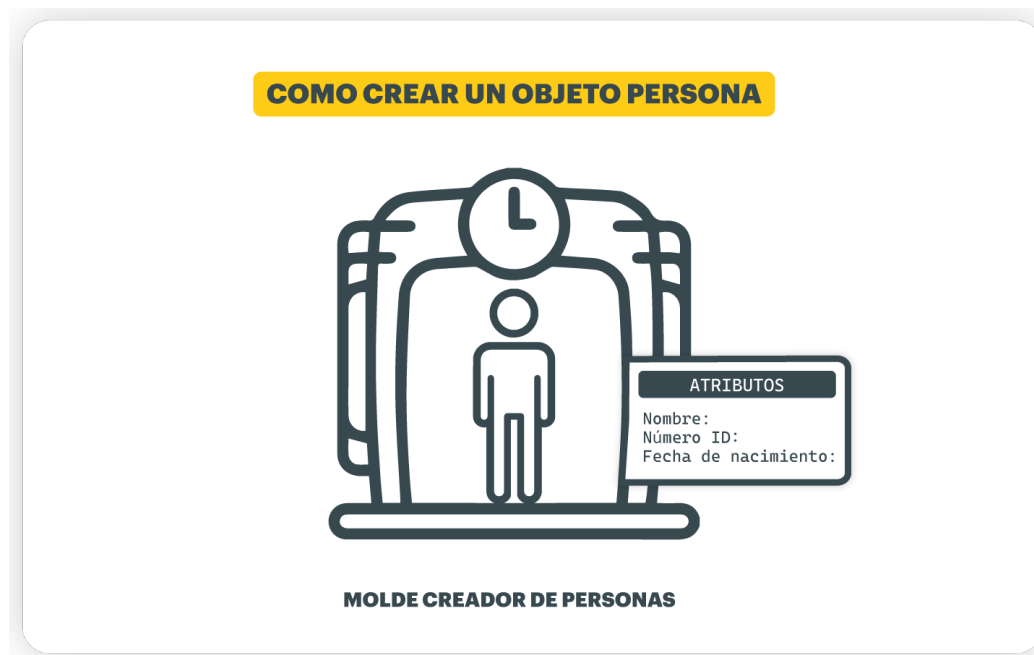 COMO CREAR UN OBJETO PERSONA
ATRIBUTOS
Nombre:
Número ID:
Fecha de nacimiento:
MOLDE CREADOR DE PERSONAS